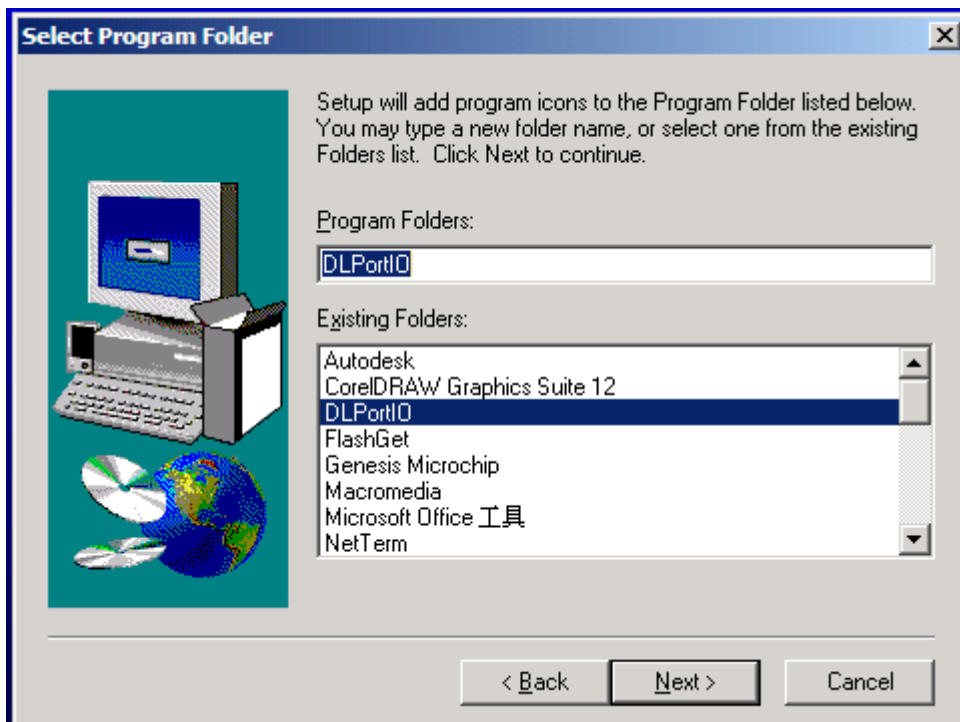 Select Program Folder
Setup will add program icons to the Program Folder listed below.
You may type a new folder name, or select one from the existing
Folders list.  Click Next to continue.
Program Folders:
DLPortIO
Existing Folders:
Autodesk
CorelDRAW Graphics Suite 12
DLPortIO
FlashGet
Genesis Microchip
Macromedia
Microsoft Office 工具
NetTerm
< Back
Next >
Cancel